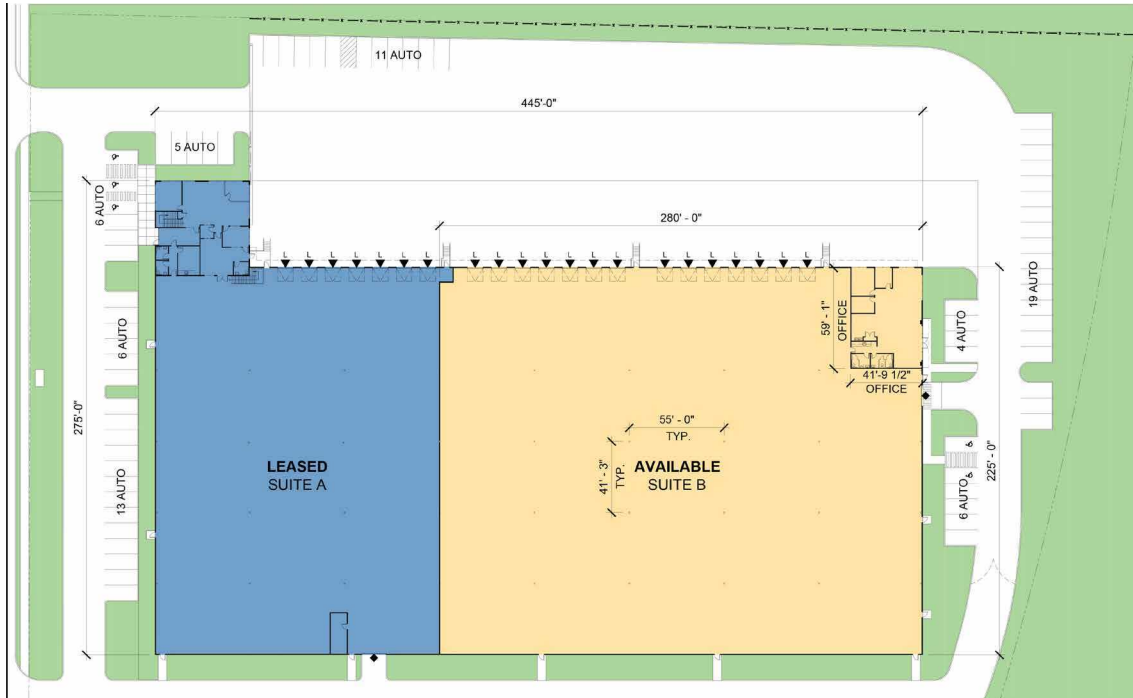 11 AUTO
445'-0"
5 AUTO
6 AUTO
280' - 0"
L L L L L L L
L L L L L L L
L L L L L L L
19 AUTO
59' - 1"
OFFICE
4 AUTO
6 AUTO
41'-9 1/2"
OFFICE
275'-0"
55' - 0"
TYP.
41' - 3"
TYP.
LEASED
SUITE A
AVAILABLE
SUITE B
225' - 0"
13 AUTO
6 AUTO